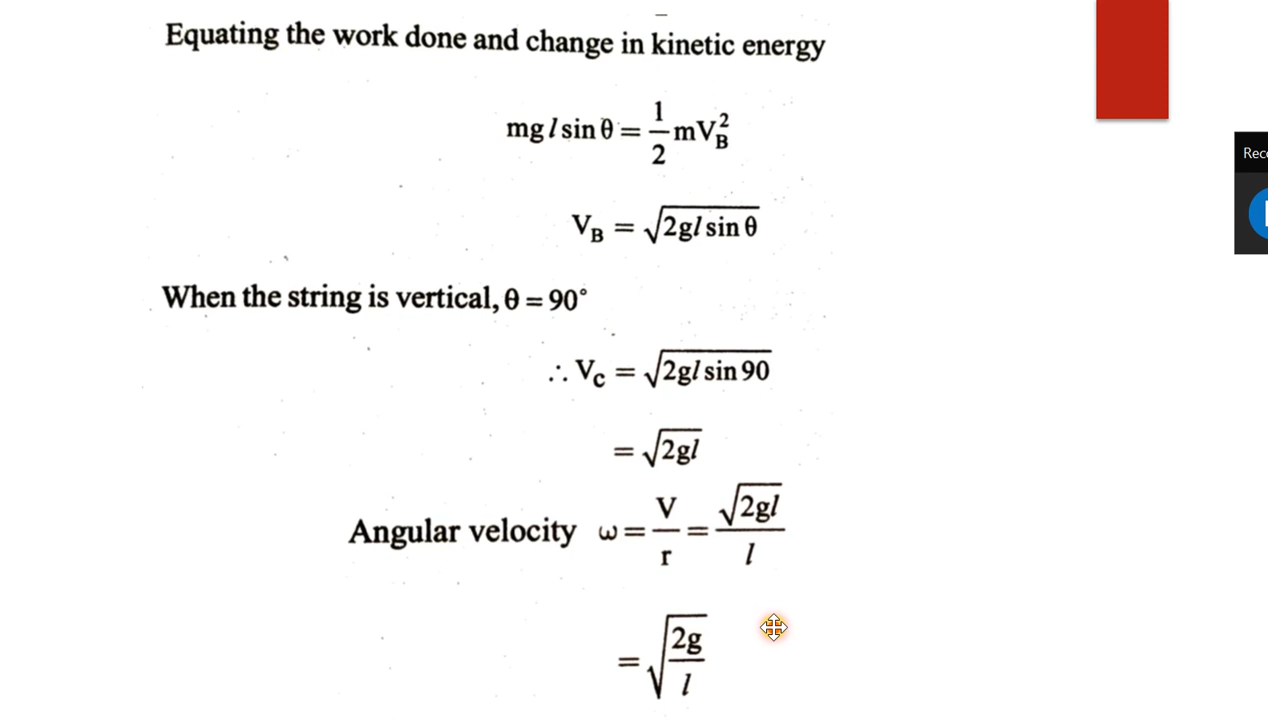 Equating the work done and change in kinetic energy
mg l sin θ = 1/2 mV_B^2
V_B = √(2gl sin θ)
When the string is vertical, θ = 90°
∴ V_C = √(2gl sin 90)
= √(2gl)
Angular velocity ω = V/r = √(2gl)/l
= √(2g/l)
Rec